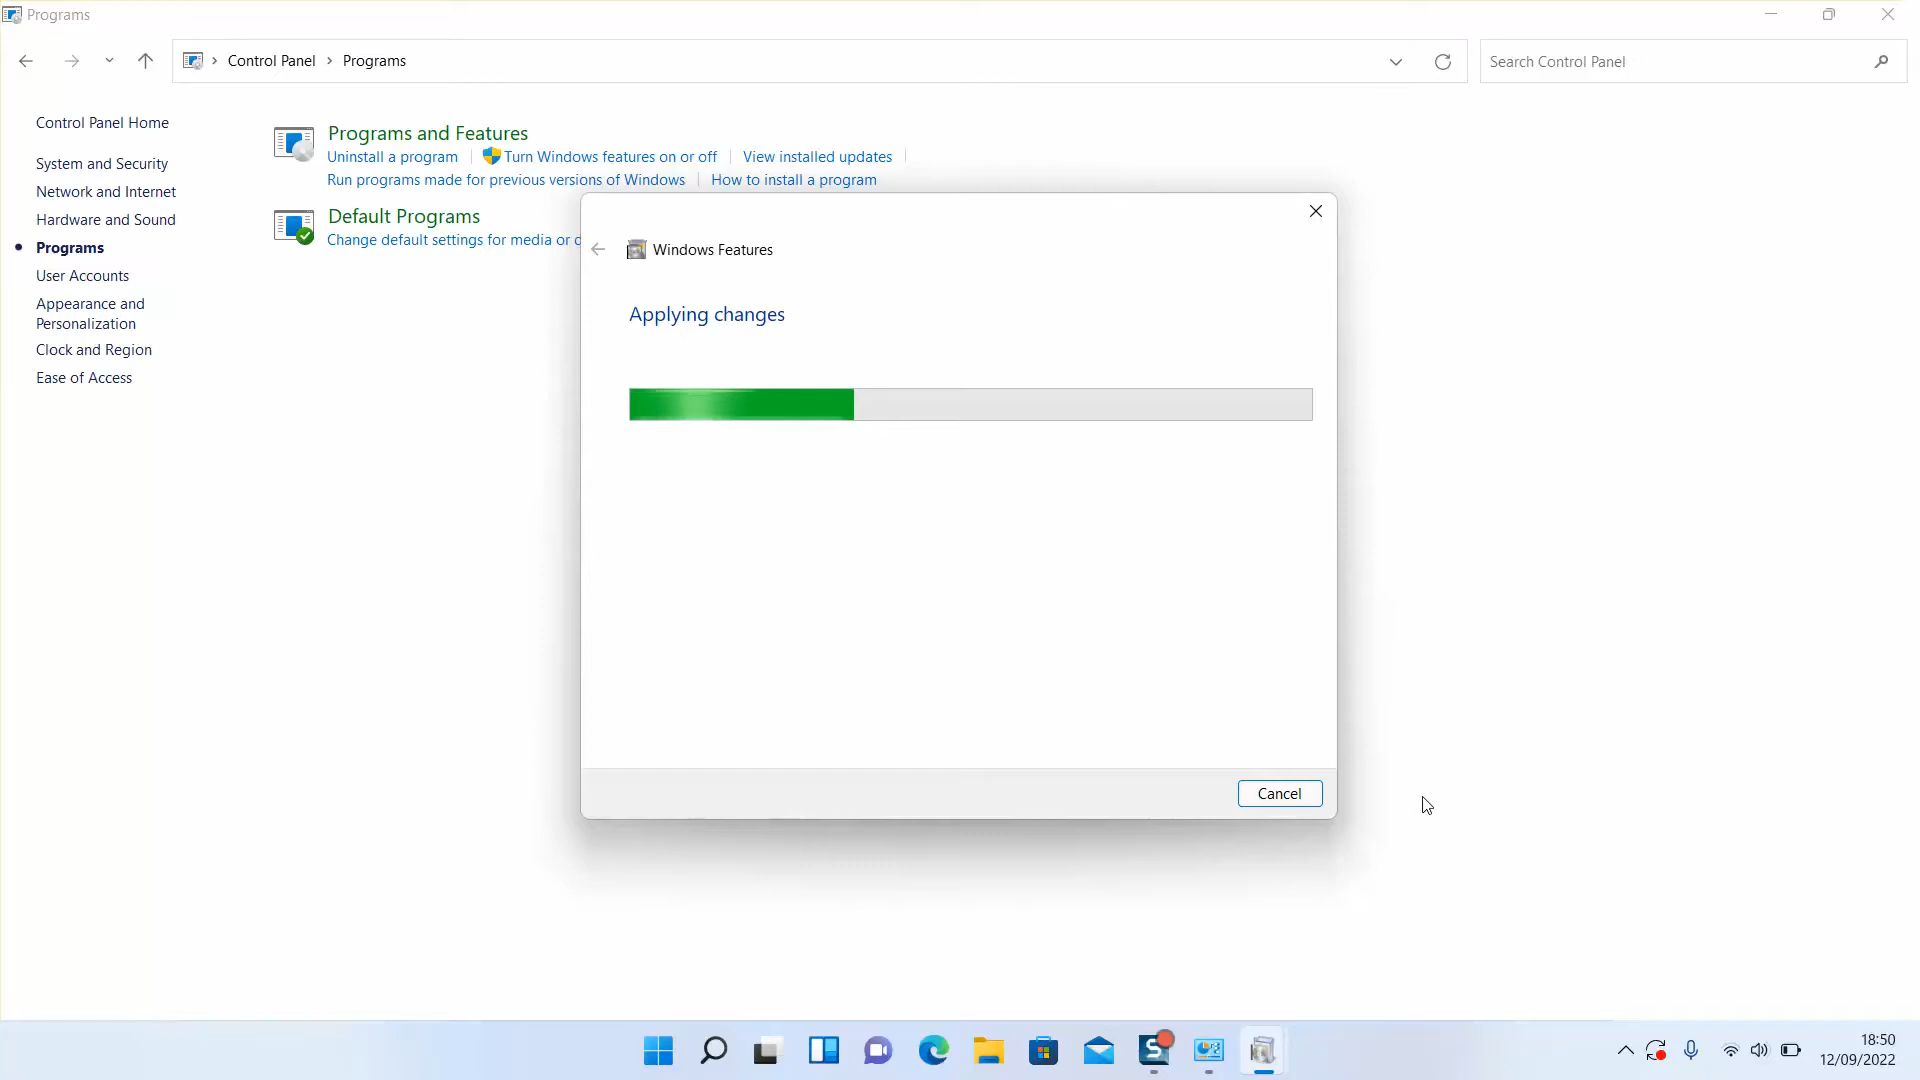 Programs
Control Panel > Programs
Search Control Panel
Control Panel Home
System and Security
Network and Internet
Hardware and Sound
Programs
User Accounts
Appearance and
Personalization
Clock and Region
Ease of Access
Programs and Features
Uninstall a program
Turn Windows features on or off
View installed updates
Run programs made for previous versions of Windows
How to install a program
Default Programs
Change default settings for media or
Windows Features
Applying changes
Cancel
18:50
12/09/2022